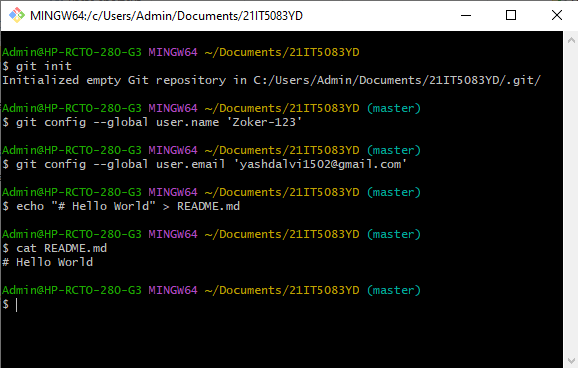 MINGW64:/c/Users/Admin/Documents/21IT5083YD
Admin@HP-RCTO-280-G3 MINGW64 ~/Documents/21IT5083YD
$ git init
Initialized empty Git repository in C:/Users/Admin/Documents/21IT5083YD/.git/
Admin@HP-RCTO-280-G3 MINGW64 ~/Documents/21IT5083YD (master)
$ git config --global user.name 'Zoker-123'
Admin@HP-RCTO-280-G3 MINGW64 ~/Documents/21IT5083YD (master)
$ git config --global user.email 'yashdalvi1502@gmail.com'
Admin@HP-RCTO-280-G3 MINGW64 ~/Documents/21IT5083YD (master)
$ echo "# Hello World" > README.md
Admin@HP-RCTO-280-G3 MINGW64 ~/Documents/21IT5083YD (master)
$ cat README.md
# Hello World
Admin@HP-RCTO-280-G3 MINGW64 ~/Documents/21IT5083YD (master)
$